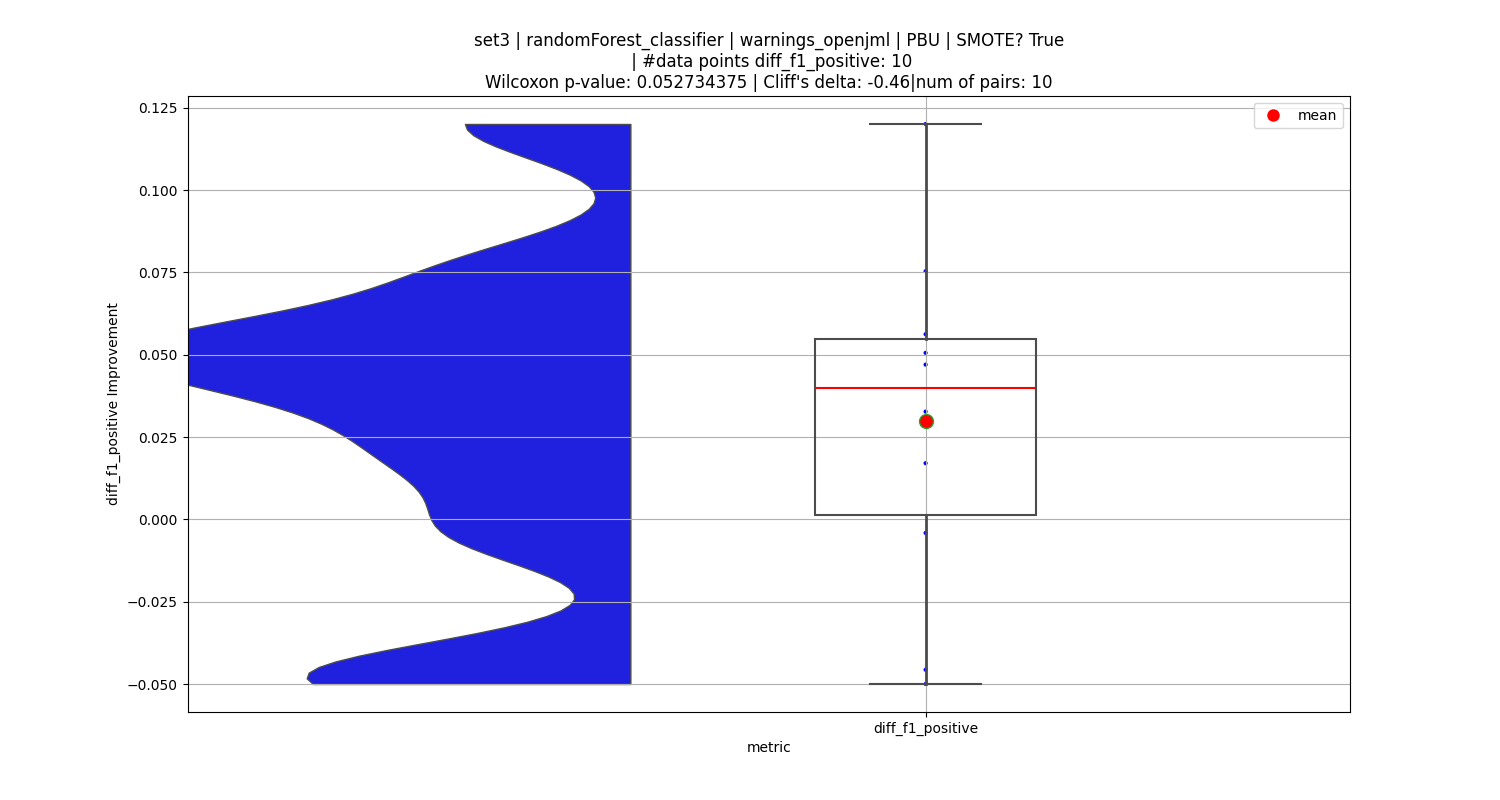 set3 | randomForest_classifier | warnings_openjml | PBU | SMOTE? True
| #data points diff_f1_positive: 10
Wilcoxon p-value: 0.052734375 | Cliff's delta: -0.46|num of pairs: 10
mean
0.125
0.100
0.075
0.050
0.025
0.000
−0.025
−0.050
diff_f1_positive Improvement
diff_f1_positive
metric